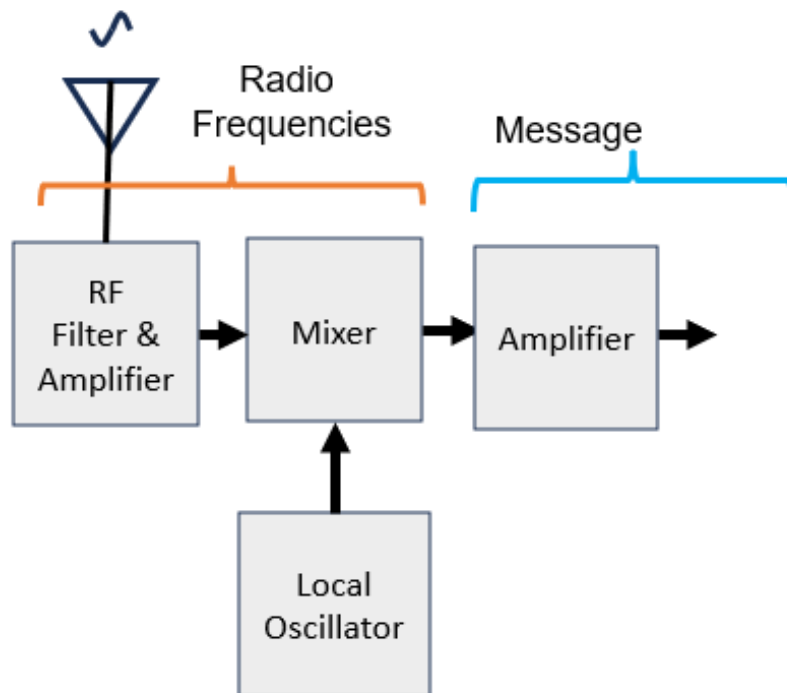 Radio
Frequencies
Message
RF
Filter &
Amplifier
Mixer
Amplifier
Local
Oscillator